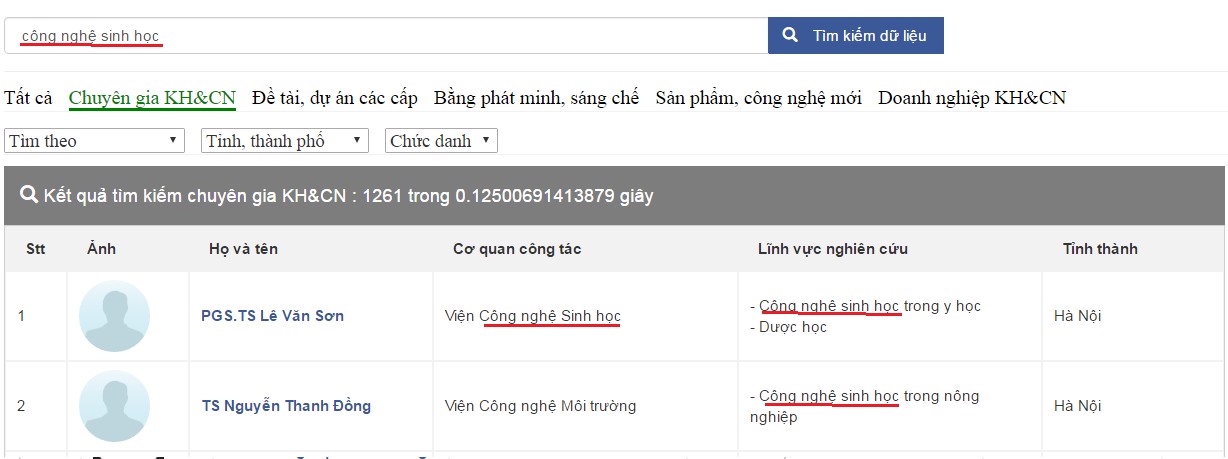 công nghệ sinh học
Tìm kiếm dữ liệu
Tất cả Chuyên gia KH&CN Đề tài, dự án các cấp Bằng phát minh, sáng chế Sản phẩm, công nghệ mới Doanh nghiệp KH&CN
Tìm theo Tỉnh, thành phố Chức danh
Kết quả tìm kiếm chuyên gia KH&CN : 1261 trong 0.12500691413879 giây
Stt Ảnh Họ và tên Cơ quan công tác Lĩnh vực nghiên cứu Tỉnh thành
1 PGS.TS Lê Văn Sơn Viện Công nghệ Sinh học - Công nghệ sinh học trong y học Hà Nội
- Dược học
2 TS Nguyễn Thanh Đồng Viện Công nghệ Môi trường - Công nghệ sinh học trong nông Hà Nội
nghiệp